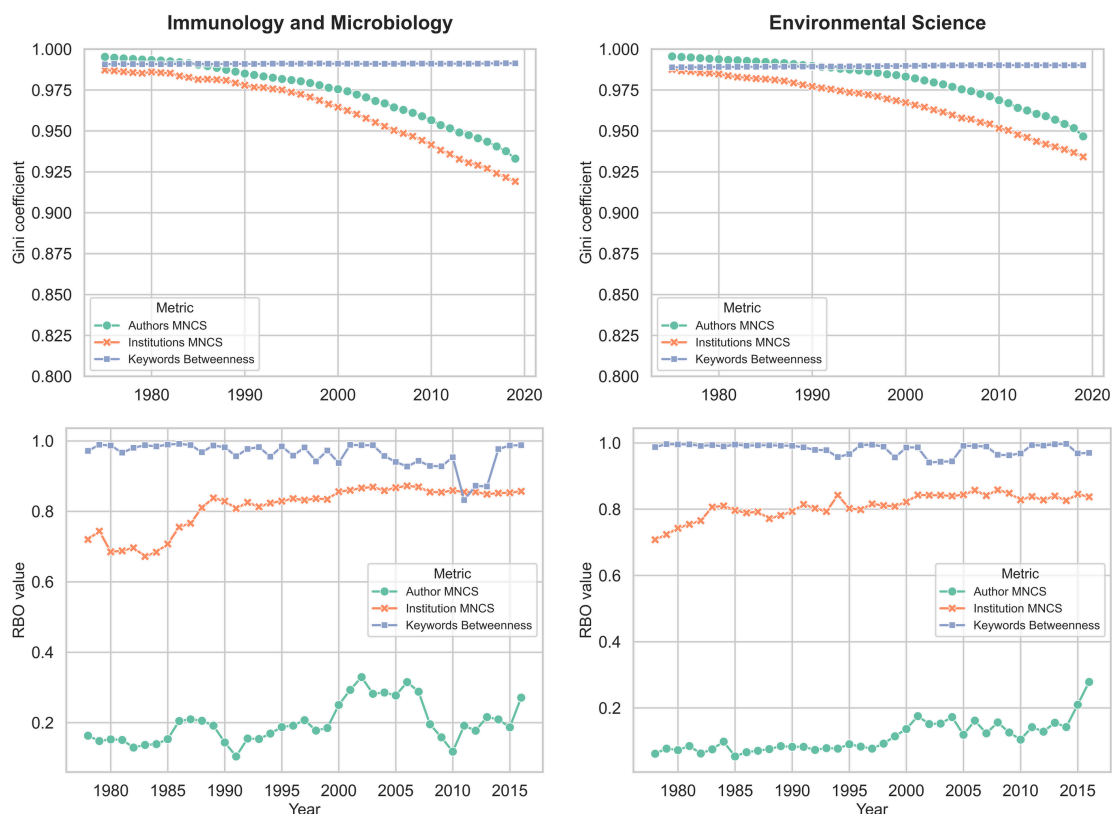 Immunology and Microbiology
Environmental Science
Gini coefficient
1.000
0.975
0.950
0.925
0.900
0.875
0.850
0.825
0.800
Metric
Authors MNCS
Institutions MNCS
Keywords Betweenness
1980
1990
2000
2010
2020
Gini coefficient
1.000
0.975
0.950
0.925
0.900
0.875
0.850
0.825
0.800
Metric
Authors MNCS
Institutions MNCS
Keywords Betweenness
1980
1990
2000
2010
2020
RBO value
1.0
0.8
0.6
0.4
0.2
Metric
Author MNCS
Institution MNCS
Keywords Betweenness
1980
1985
1990
1995
2000
2005
2010
2015
Year
RBO value
1.0
0.8
0.6
0.4
0.2
Metric
Author MNCS
Institution MNCS
Keywords Betweenness
1980
1985
1990
1995
2000
2005
2010
2015
Year